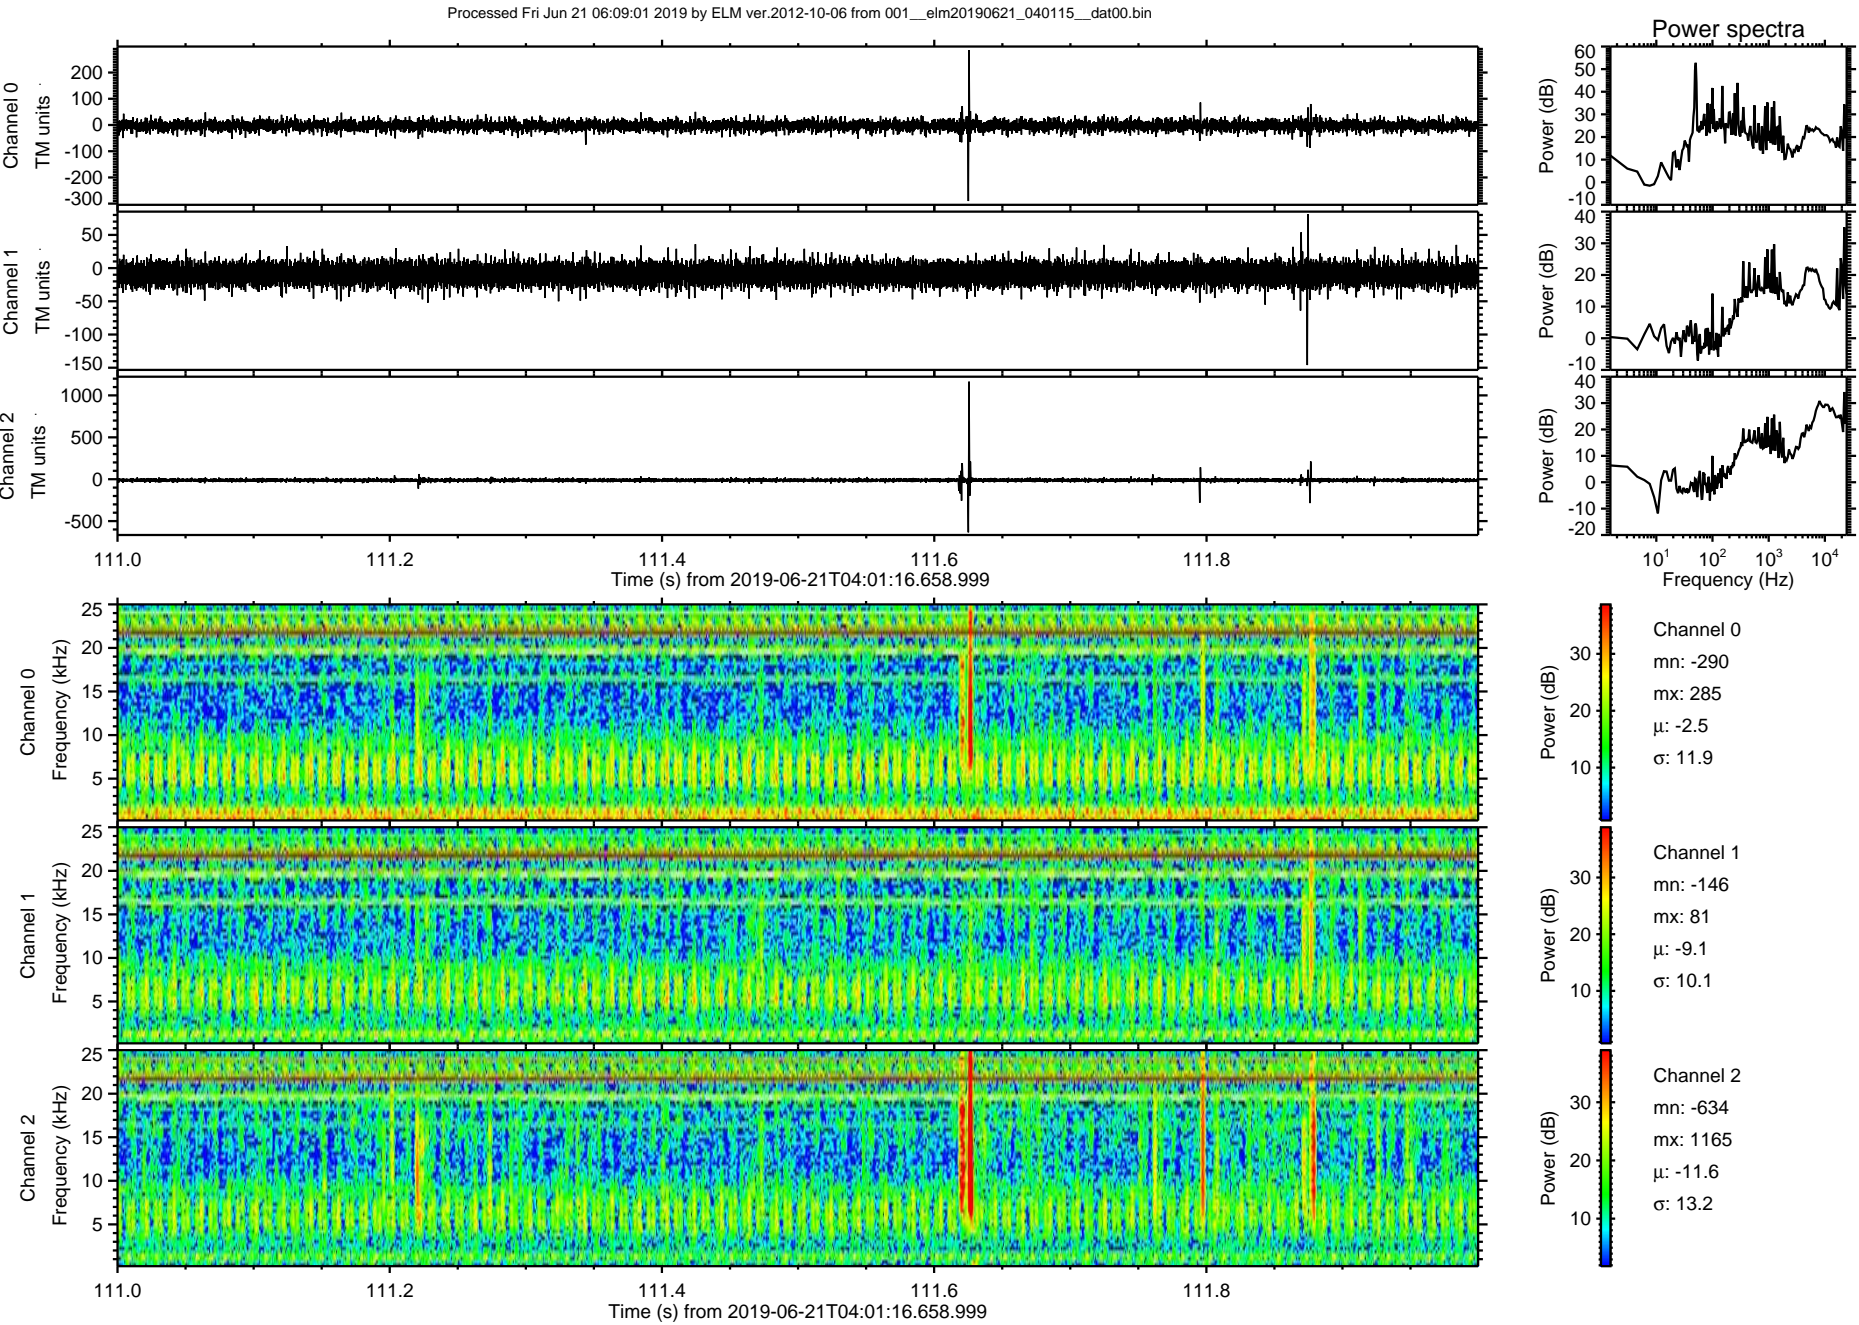 Processed Fri Jun 21 06:09:01 2019 by ELM ver.2012-10-06 from 001__elm20190621_040115__dat00.bin
Power spectra
Channel 0
TM units
200
100
0
-100
-200
-300
Power (dB)
60
50
40
30
20
10
0
-10
Channel 1
TM units
50
0
-50
-100
-150
Power (dB)
40
30
20
10
0
-10
Channel 2
TM units
1000
500
0
-500
Power (dB)
40
30
20
10
0
-10
-20
111.0 111.2 111.4 111.6 111.8
Time (s) from 2019-06-21T04:01:16.658.999
10¹ 10² 10³ 10⁴
Frequency (Hz)
Channel 0
Frequency (kHz)
25
20
15
10
5
Power (dB)
30
20
10
Channel 0
mn: -290
mx: 285
µ: -2.5
σ: 11.9
Channel 1
Frequency (kHz)
25
20
15
10
5
Power (dB)
30
20
10
Channel 1
mn: -146
mx: 81
µ: -9.1
σ: 10.1
Channel 2
Frequency (kHz)
25
20
15
10
5
Power (dB)
30
20
10
Channel 2
mn: -634
mx: 1165
µ: -11.6
σ: 13.2
111.0 111.2 111.4 111.6 111.8
Time (s) from 2019-06-21T04:01:16.658.999